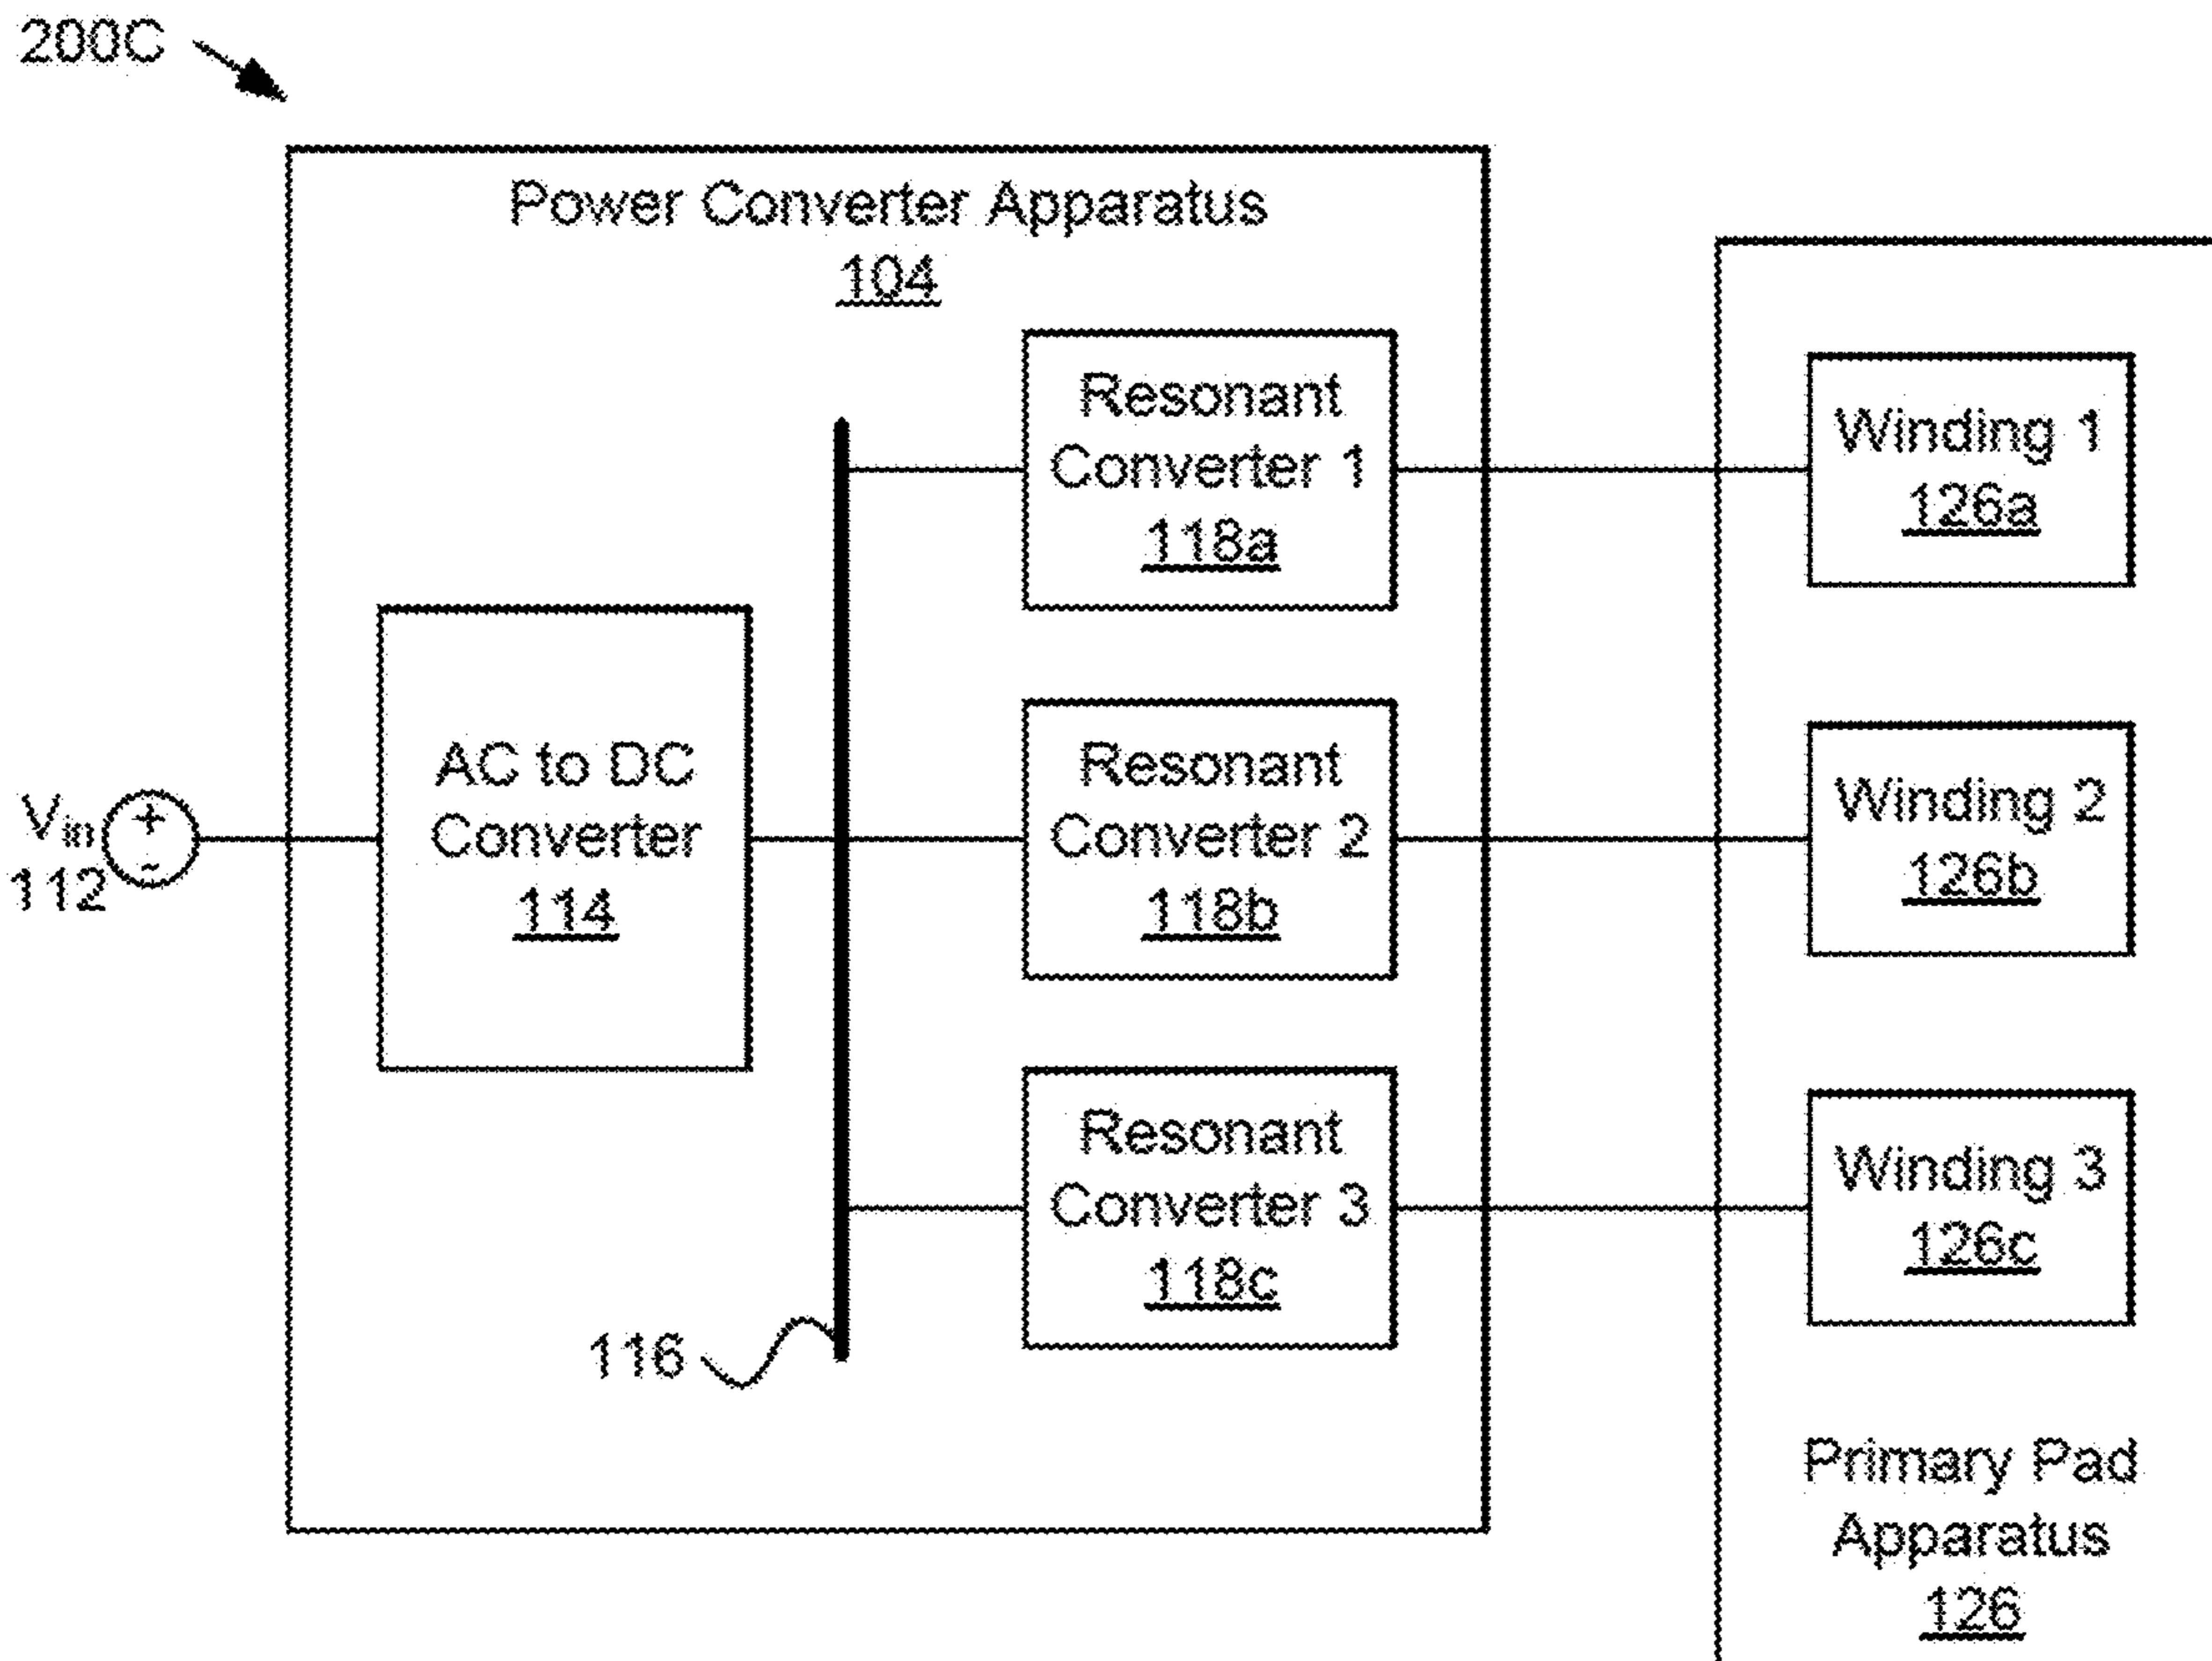 200C
Power Converter Apparatus
104
Resonant
Converter 1
118a
Winding 1
126a
AC to DC
Converter
114
Vin
112
+
-
Resonant
Converter 2
118b
Winding 2
126b
Resonant
Converter 3
118c
Winding 3
126c
116
Primary Pad
Apparatus
126